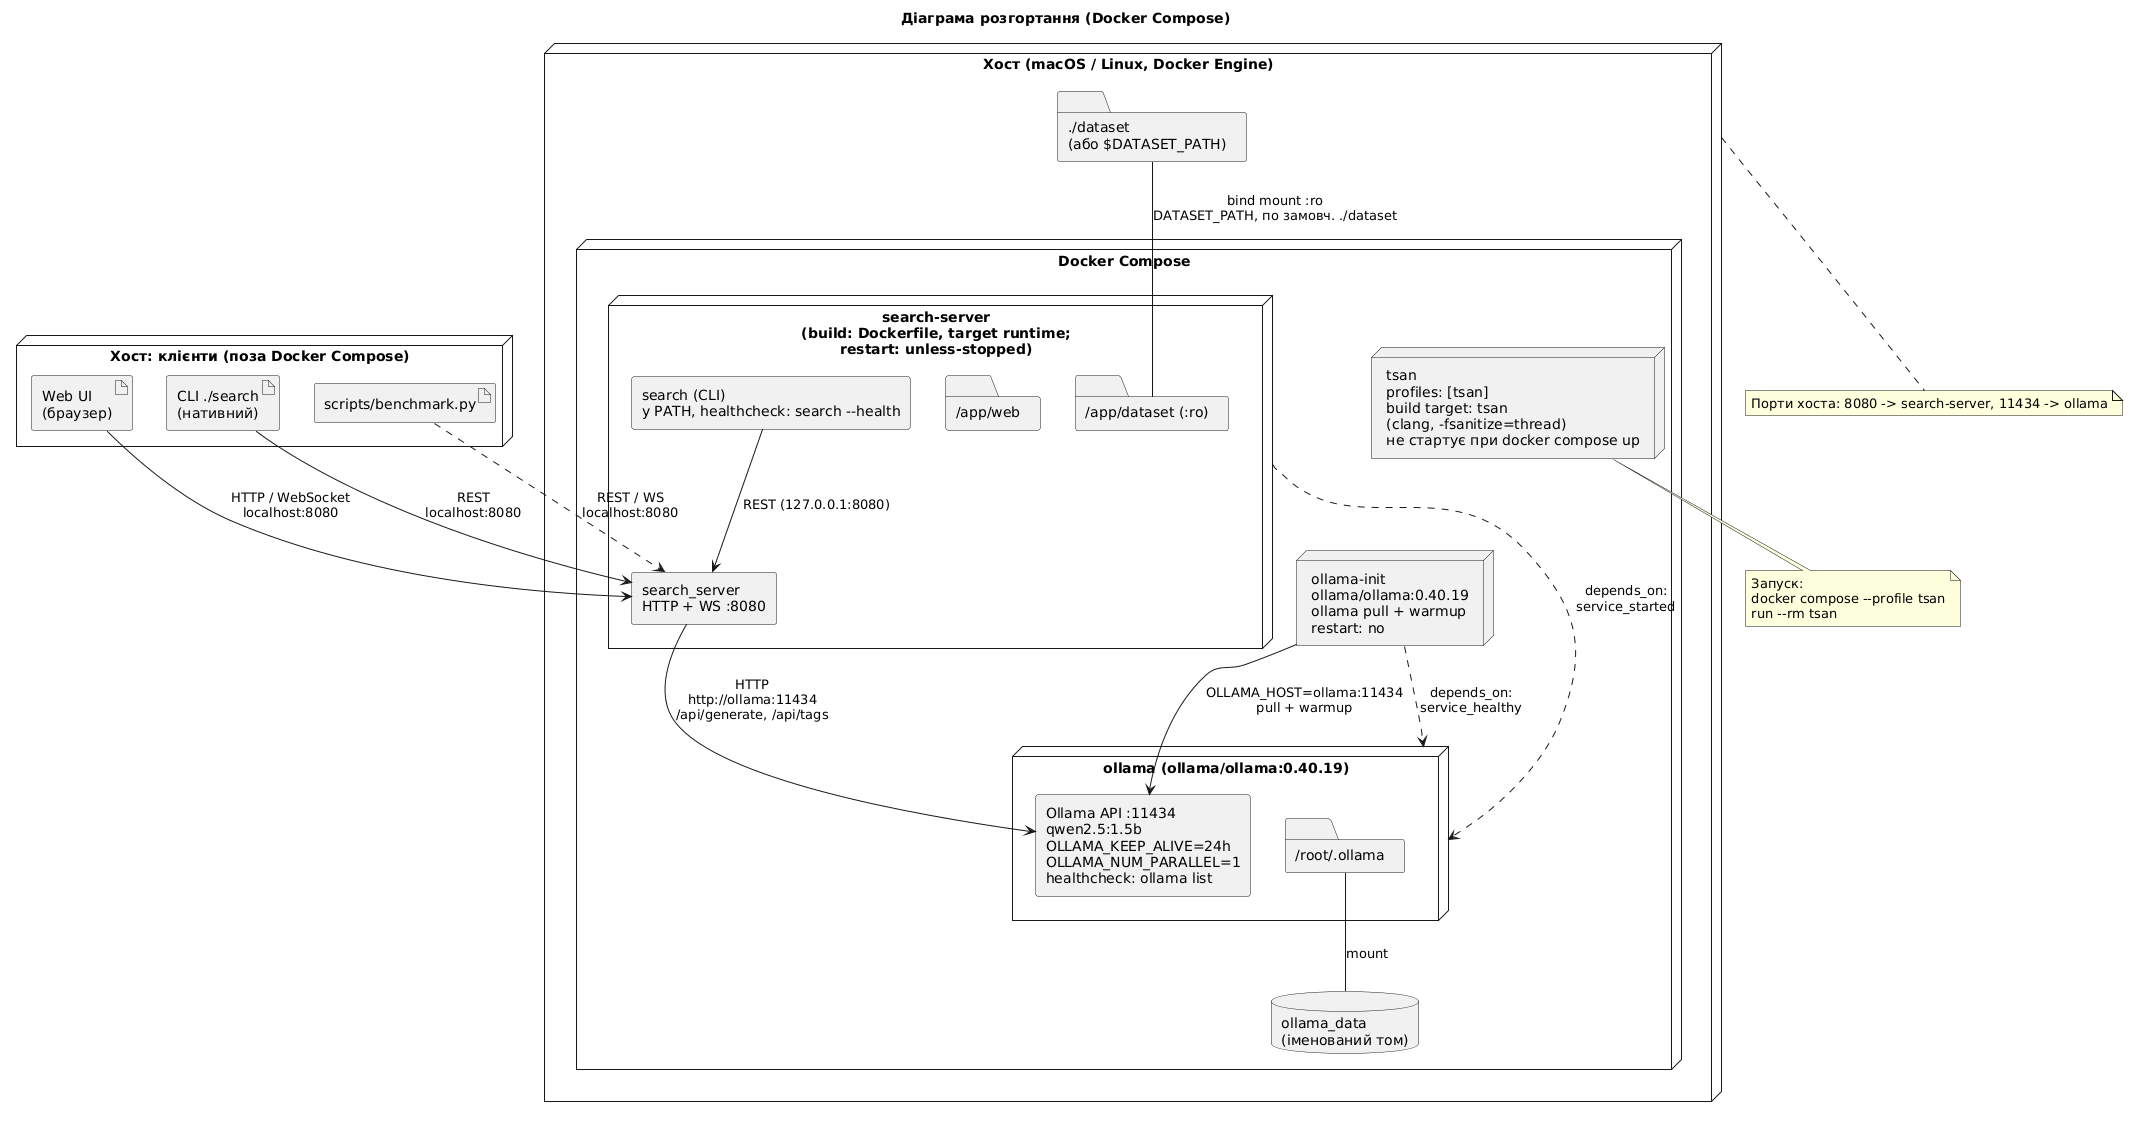 Діаграма розгортання (Docker Compose)
Хост (macOS / Linux, Docker Engine)
./dataset
(або $DATASET_PATH)
bind mount :ro
DATASET_PATH, по замовч. ./dataset
Docker Compose
search-server
(build: Dockerfile, target runtime;
restart: unless-stopped)
search (CLI)
у PATH, healthcheck: search --health
/app/web
/app/dataset (:ro)
tsan
profiles: [tsan]
build target: tsan
(clang, -fsanitize=thread)
не стартує при docker compose up
Порти хоста: 8080 -> search-server, 11434 -> ollama
Хост: клієнти (поза Docker Compose)
Web UI
(браузер)
CLI ./search
(нативний)
scripts/benchmark.py
HTTP / WebSocket
localhost:8080
REST
localhost:8080
REST / WS
localhost:8080
REST (127.0.0.1:8080)
search_server
HTTP + WS :8080
ollama-init
ollama/ollama:0.40.19
ollama pull + warmup
restart: no
depends_on:
service_started
Запуск:
docker compose --profile tsan
run --rm tsan
HTTP
http://ollama:11434
/api/generate, /api/tags
OLLAMA_HOST=ollama:11434
pull + warmup
depends_on:
service_healthy
ollama (ollama/ollama:0.40.19)
Ollama API :11434
qwen2.5:1.5b
OLLAMA_KEEP_ALIVE=24h
OLLAMA_NUM_PARALLEL=1
healthcheck: ollama list
/root/.ollama
mount
ollama_data
(іменований том)